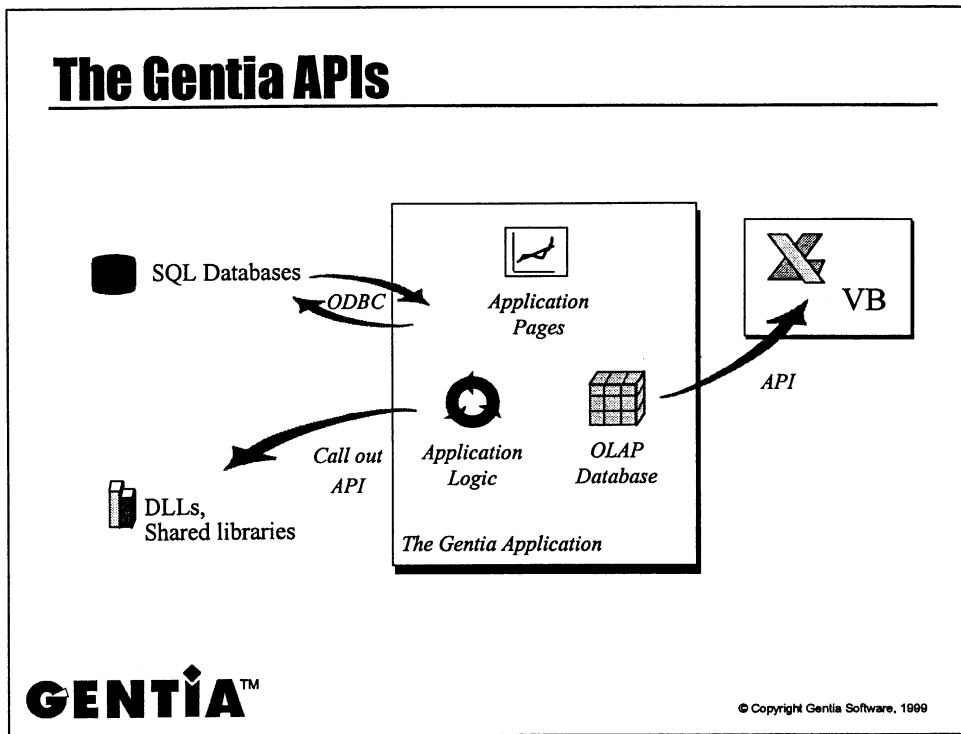 The Gentia APIs
SQL Databases
ODBC
Application
Pages
VB
API
Call out
API
Application
Logic
OLAP
Database
DLLs,
Shared libraries
The Gentia Application
GENTIA™
© Copyright Gentia Software, 1999